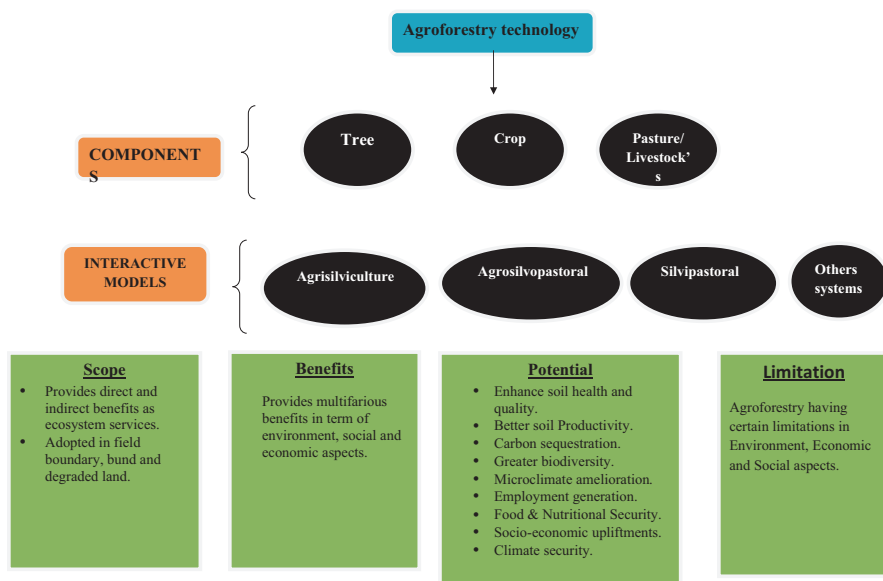 Agroforestry technology
COMPONENT
S
Tree
Crop
Pasture/
Livestock’
s
INTERACTIVE
MODELS
Agrisilviculture
Agrosilvopastoral
Silvipastoral
Others
systems
Scope
• Provides direct and
indirect benefits as
ecosystem services.
• Adopted in field
boundary, bund and
degraded land.
Benefits
Provides multifarious
benefits in term of
environment, social and
economic aspects.
Potential
• Enhance soil health and
quality.
• Better soil Productivity.
• Carbon sequestration.
• Greater biodiversity.
• Microclimate amelioration.
• Employment generation.
• Food & Nutritional Security.
• Socio-economic upliftments.
• Climate security.
Limitation
Agroforestry having
certain limitations in
Environment, Economic
and Social aspects.